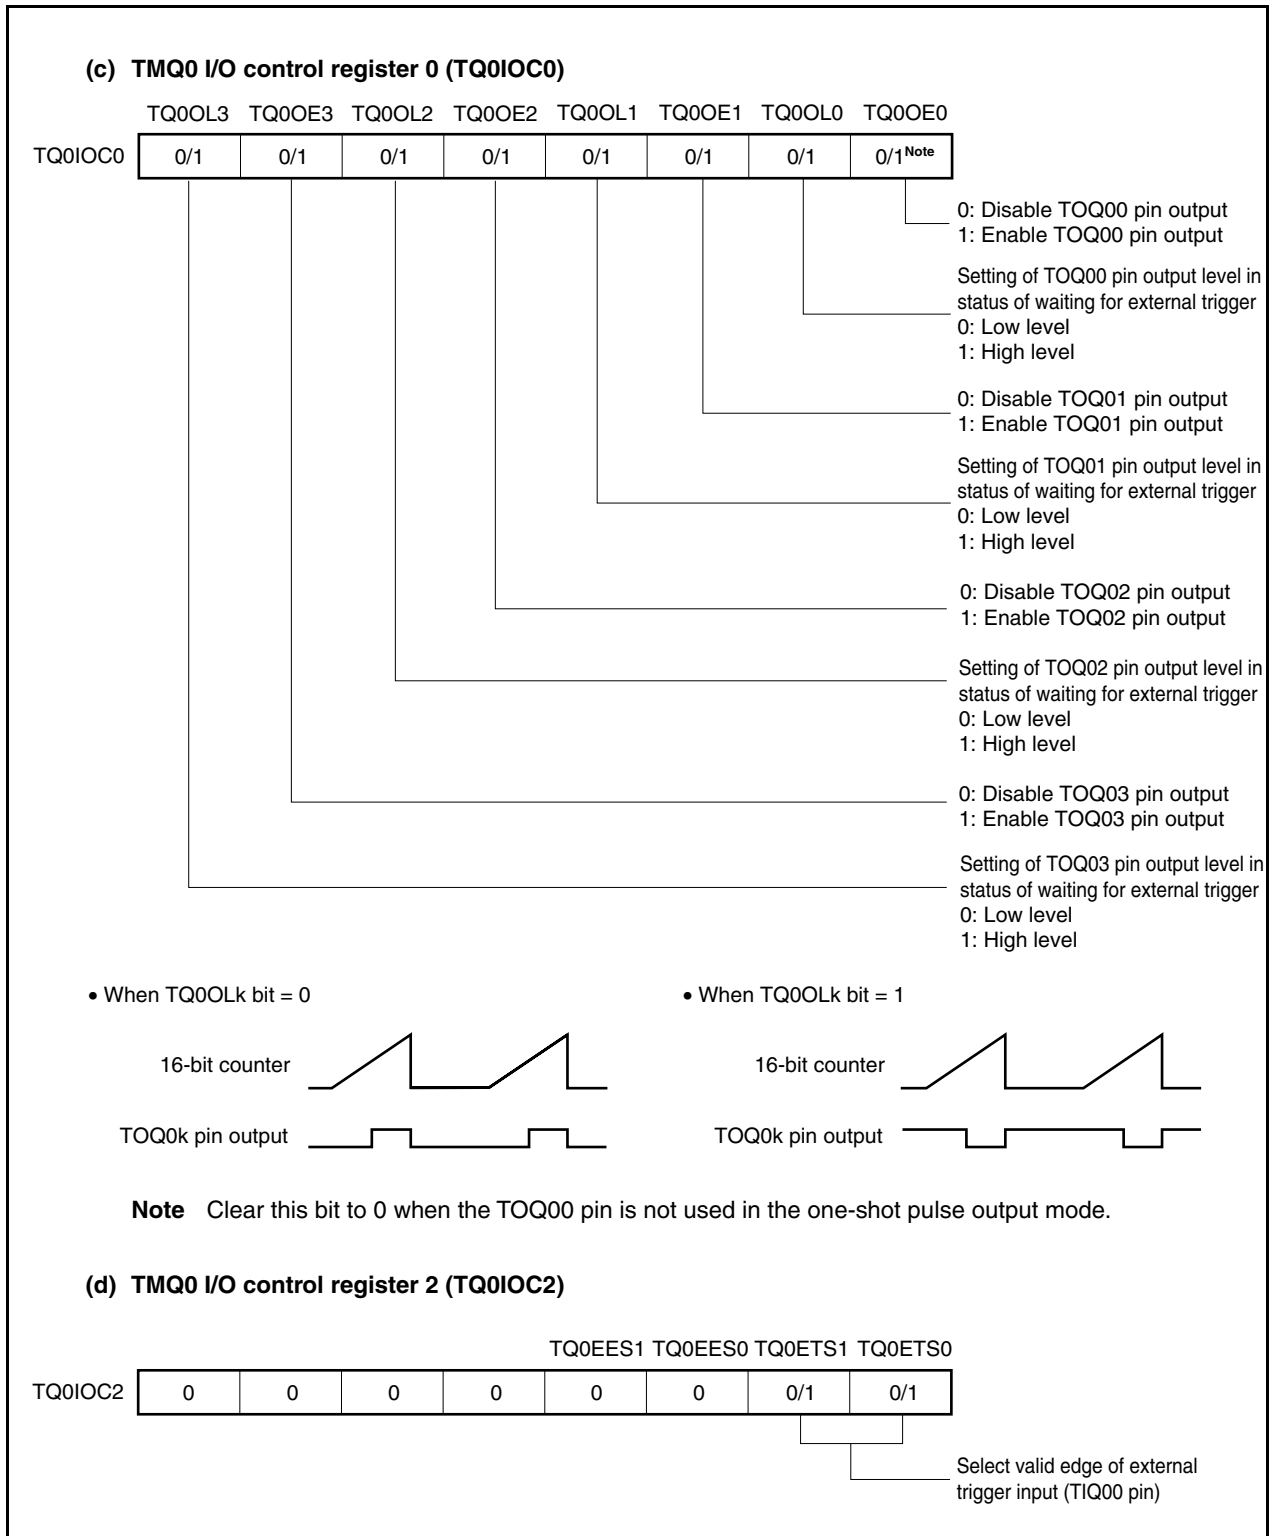 (c) TMQ0 I/O control register 0 (TQ0IOC0)
TQ0OL3 TQ0OE3 TQ0OL2 TQ0OE2 TQ0OL1 TQ0OE1 TQ0OL0 TQ0OE0
TQ0IOC0 0/1 0/1 0/1 0/1 0/1 0/1 0/1 0/1Note
0: Disable TOQ00 pin output
1: Enable TOQ00 pin output
Setting of TOQ00 pin output level in
status of waiting for external trigger
0: Low level
1: High level
0: Disable TOQ01 pin output
1: Enable TOQ01 pin output
Setting of TOQ01 pin output level in
status of waiting for external trigger
0: Low level
1: High level
0: Disable TOQ02 pin output
1: Enable TOQ02 pin output
Setting of TOQ02 pin output level in
status of waiting for external trigger
0: Low level
1: High level
0: Disable TOQ03 pin output
1: Enable TOQ03 pin output
Setting of TOQ03 pin output level in
status of waiting for external trigger
0: Low level
1: High level
• When TQ0OLk bit = 0
16-bit counter
TOQ0k pin output
• When TQ0OLk bit = 1
16-bit counter
TOQ0k pin output
Note Clear this bit to 0 when the TOQ00 pin is not used in the one-shot pulse output mode.
(d) TMQ0 I/O control register 2 (TQ0IOC2)
TQ0EES1 TQ0EES0 TQ0ETS1 TQ0ETS0
TQ0IOC2 0 0 0 0 0 0 0/1 0/1
Select valid edge of external
trigger input (TIQ00 pin)